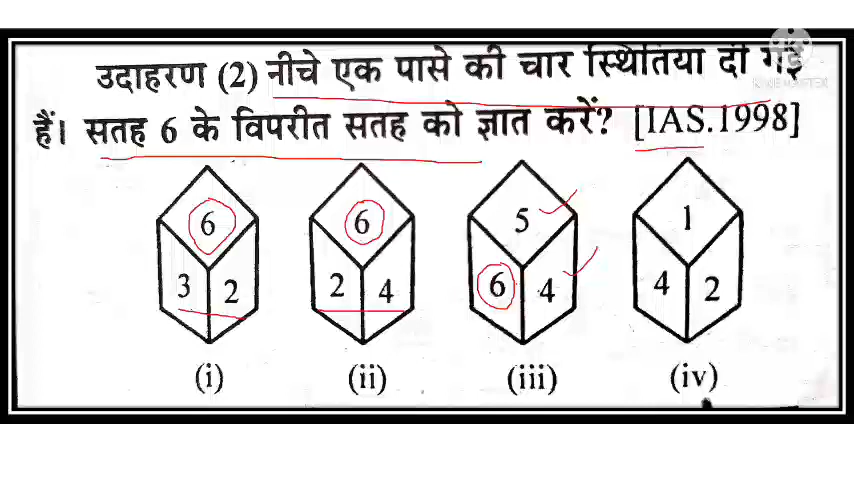 उदाहरण (2) नीचे एक पासे की चार स्थितिया दी गई
हैं। सतह 6 के विपरीत सतह को ज्ञात करें? [IAS.1998]
6 6 5 1
3 2 2 4 6 4 4 2
(i) (ii) (iii) (iv)
KINEMASTER